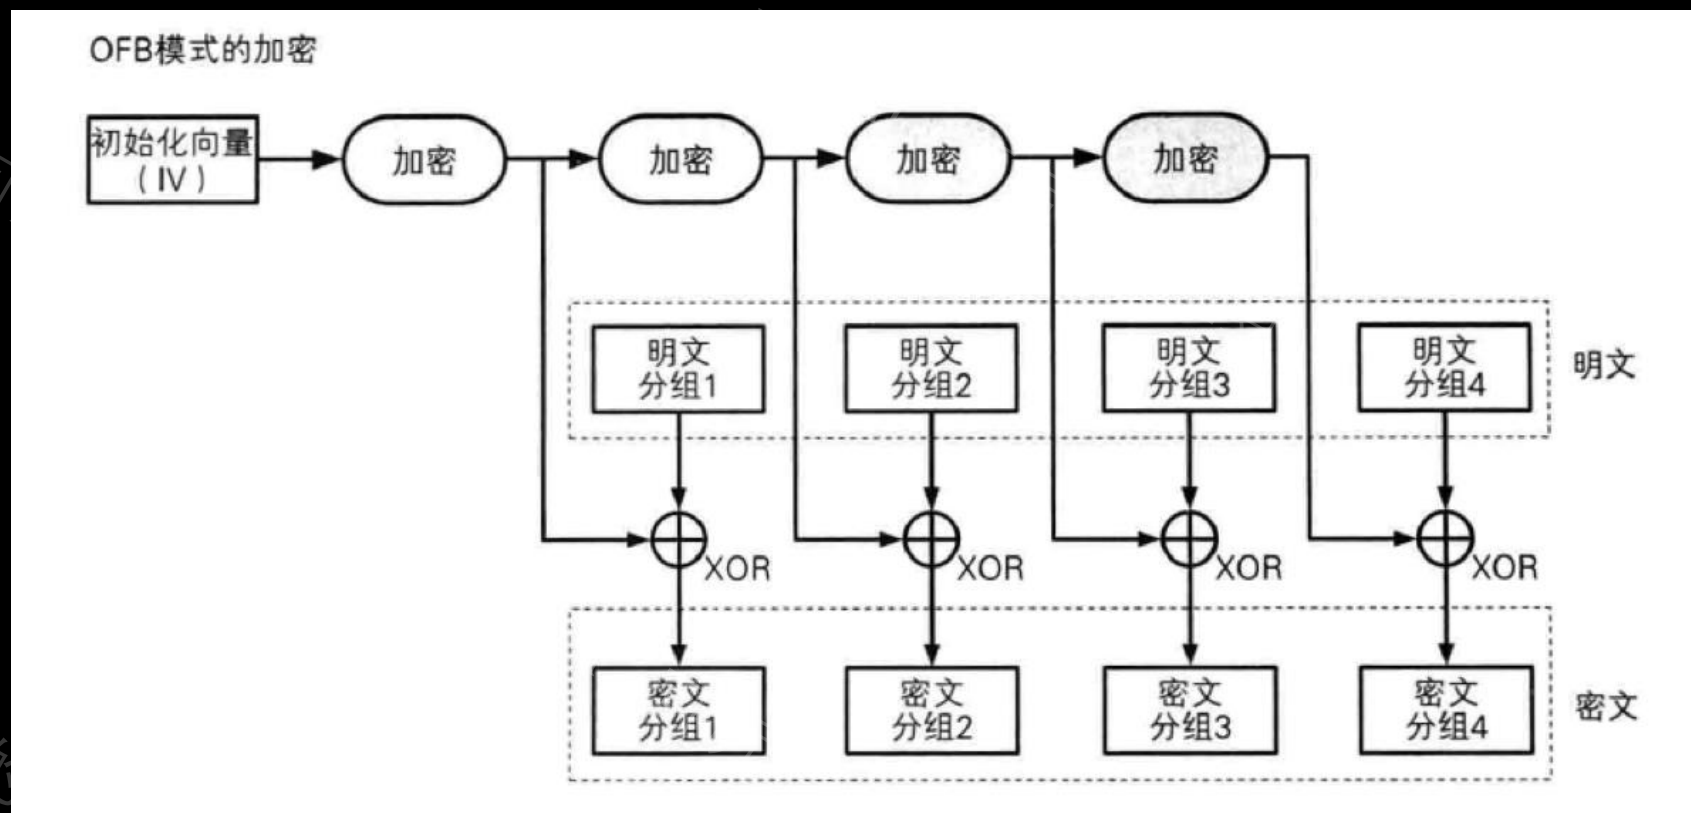 OFB模式的加密
初始化向量
(IV)
加密
加密
加密
加密
明文
分组1
明文
分组2
明文
分组3
明文
分组4
明文
XOR
XOR
XOR
XOR
密文
分组1
密文
分组2
密文
分组3
密文
分组4
密文